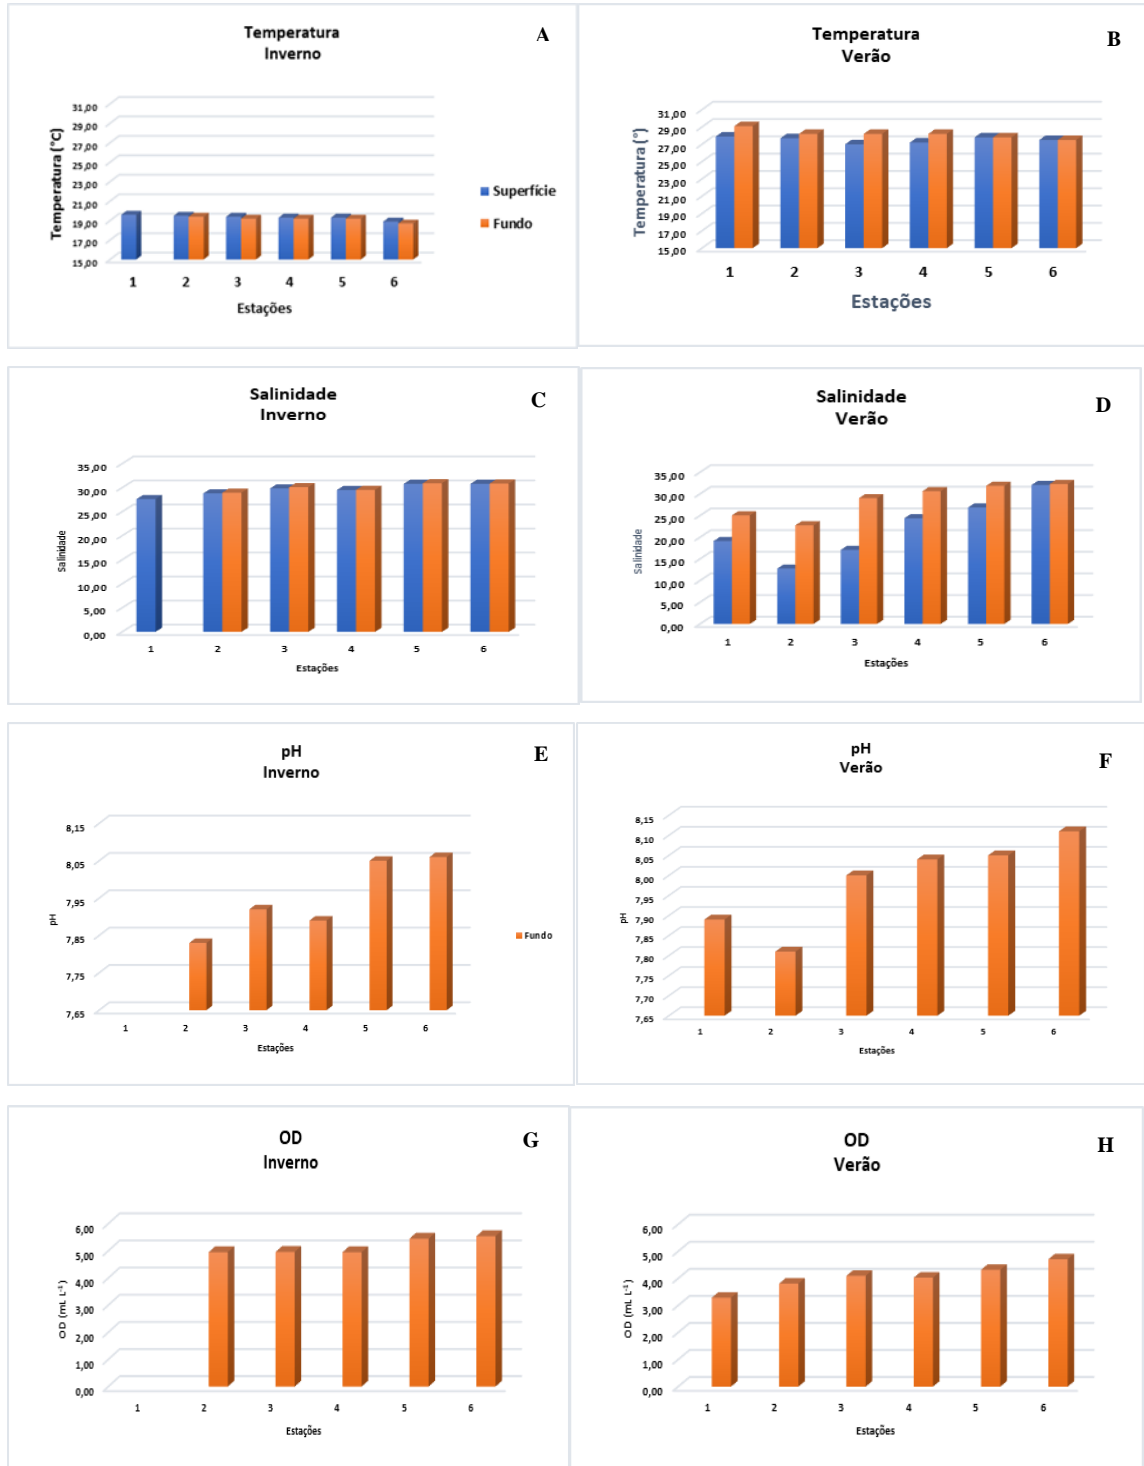 Temperatura
Inverno
A
Temperatura (°C)
31,00
29,00
27,00
25,00
23,00
21,00
19,00
17,00
15,00
1 2 3 4 5 6
Estações
Superfície
Fundo
Temperatura
Verão
B
Temperatura (°)
31,00
29,00
27,00
25,00
23,00
21,00
19,00
17,00
15,00
1 2 3 4 5 6
Estações
Salinidade
Inverno
C
Salinidade
35,00
30,00
25,00
20,00
15,00
10,00
5,00
0,00
1 2 3 4 5 6
Estações
Salinidade
Verão
D
Salinidade
35,00
30,00
25,00
20,00
15,00
10,00
5,00
0,00
1 2 3 4 5 6
Estações
pH
Inverno
E
pH
8,15
8,05
7,95
7,85
7,75
7,65
1 2 3 4 5 6
Estações
Fundo
pH
Verão
F
pH
8,15
8,10
8,05
8,00
7,95
7,90
7,85
7,80
7,75
7,70
7,65
1 2 3 4 5 6
Estações
OD
Inverno
G
OD (mL L⁻¹)
6,00
5,00
4,00
3,00
2,00
1,00
0,00
1 2 3 4 5 6
Estações
OD
Verão
H
OD (mL L⁻¹)
6,00
5,00
4,00
3,00
2,00
1,00
0,00
1 2 3 4 5 6
Estações